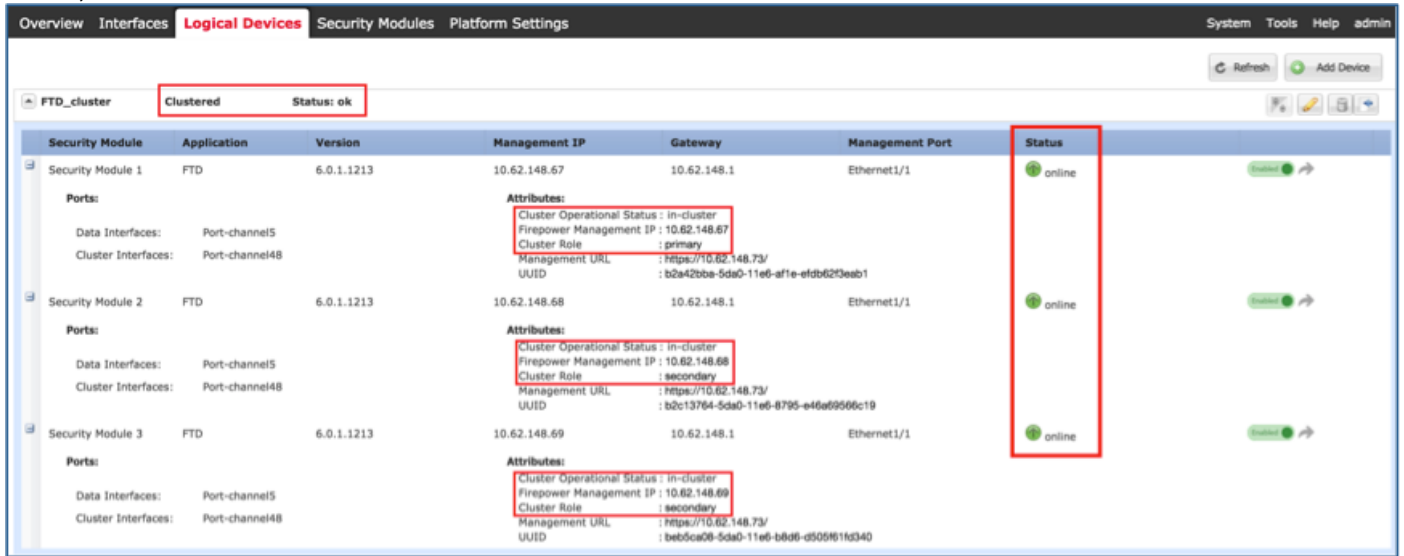 Overview Interfaces Logical Devices Security Modules Platform Settings System Tools Help admin
Refresh Add Device
FTD_cluster Clustered Status: ok
Security Module Application Version Management IP Gateway Management Port Status
Security Module 1 FTD 6.0.1.1213 10.62.148.67 10.62.148.1 Ethernet1/1 online Enabled
Ports: Attributes:
Cluster Operational Status : in-cluster
Data Interfaces: Port-channel5 Firepower Management IP : 10.62.148.67
Cluster Interfaces: Port-channel48 Cluster Role : primary
Management URL : https://10.62.148.73/
UUID : b2a42bba-5da0-11e6-af1e-efdb62f3eab1
Security Module 2 FTD 6.0.1.1213 10.62.148.68 10.62.148.1 Ethernet1/1 online Enabled
Ports: Attributes:
Cluster Operational Status : in-cluster
Data Interfaces: Port-channel5 Firepower Management IP : 10.62.148.68
Cluster Interfaces: Port-channel48 Cluster Role : secondary
Management URL : https://10.62.148.73/
UUID : b2c13764-5da0-11e6-8795-e46a69566c19
Security Module 3 FTD 6.0.1.1213 10.62.148.69 10.62.148.1 Ethernet1/1 online Enabled
Ports: Attributes:
Cluster Operational Status : in-cluster
Data Interfaces: Port-channel5 Firepower Management IP : 10.62.148.69
Cluster Interfaces: Port-channel48 Cluster Role : secondary
Management URL : https://10.62.148.73/
UUID : beb5ca08-5da0-11e6-b8d6-d505f61fd340